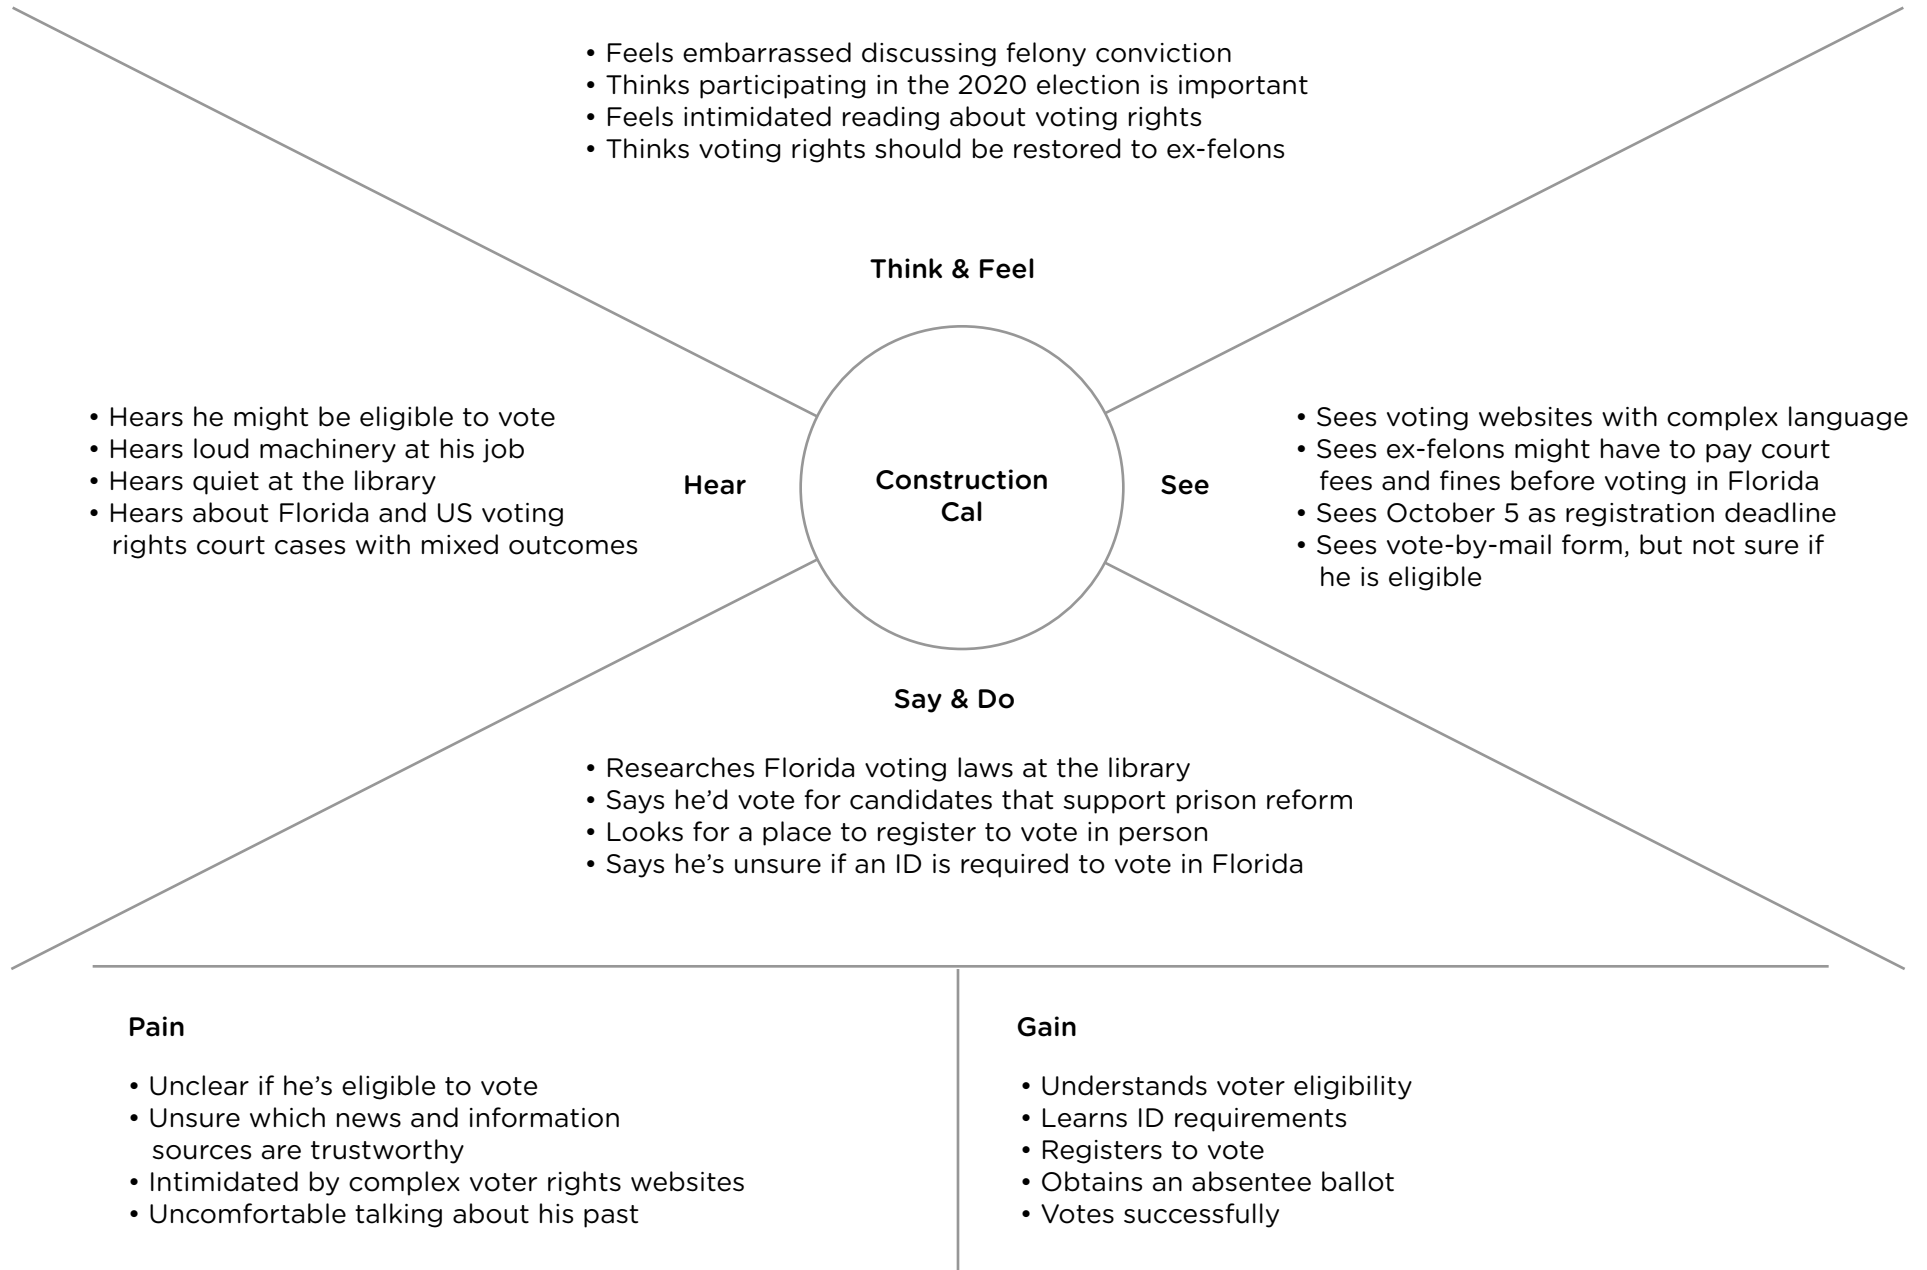 • Feels embarrassed discussing felony conviction
• Thinks participating in the 2020 election is important
• Feels intimidated reading about voting rights
• Thinks voting rights should be restored to ex-felons
Think & Feel
• Hears he might be eligible to vote
• Hears loud machinery at his job
• Hears quiet at the library
• Hears about Florida and US voting
rights court cases with mixed outcomes
Hear
Construction
Cal
See
• Sees voting websites with complex language
• Sees ex-felons might have to pay court
fees and fines before voting in Florida
• Sees October 5 as registration deadline
• Sees vote-by-mail form, but not sure if
he is eligible
Say & Do
• Researches Florida voting laws at the library
• Says he’d vote for candidates that support prison reform
• Looks for a place to register to vote in person
• Says he’s unsure if an ID is required to vote in Florida
Pain
• Unclear if he’s eligible to vote
• Unsure which news and information
sources are trustworthy
• Intimidated by complex voter rights websites
• Uncomfortable talking about his past
Gain
• Understands voter eligibility
• Learns ID requirements
• Registers to vote
• Obtains an absentee ballot
• Votes successfully